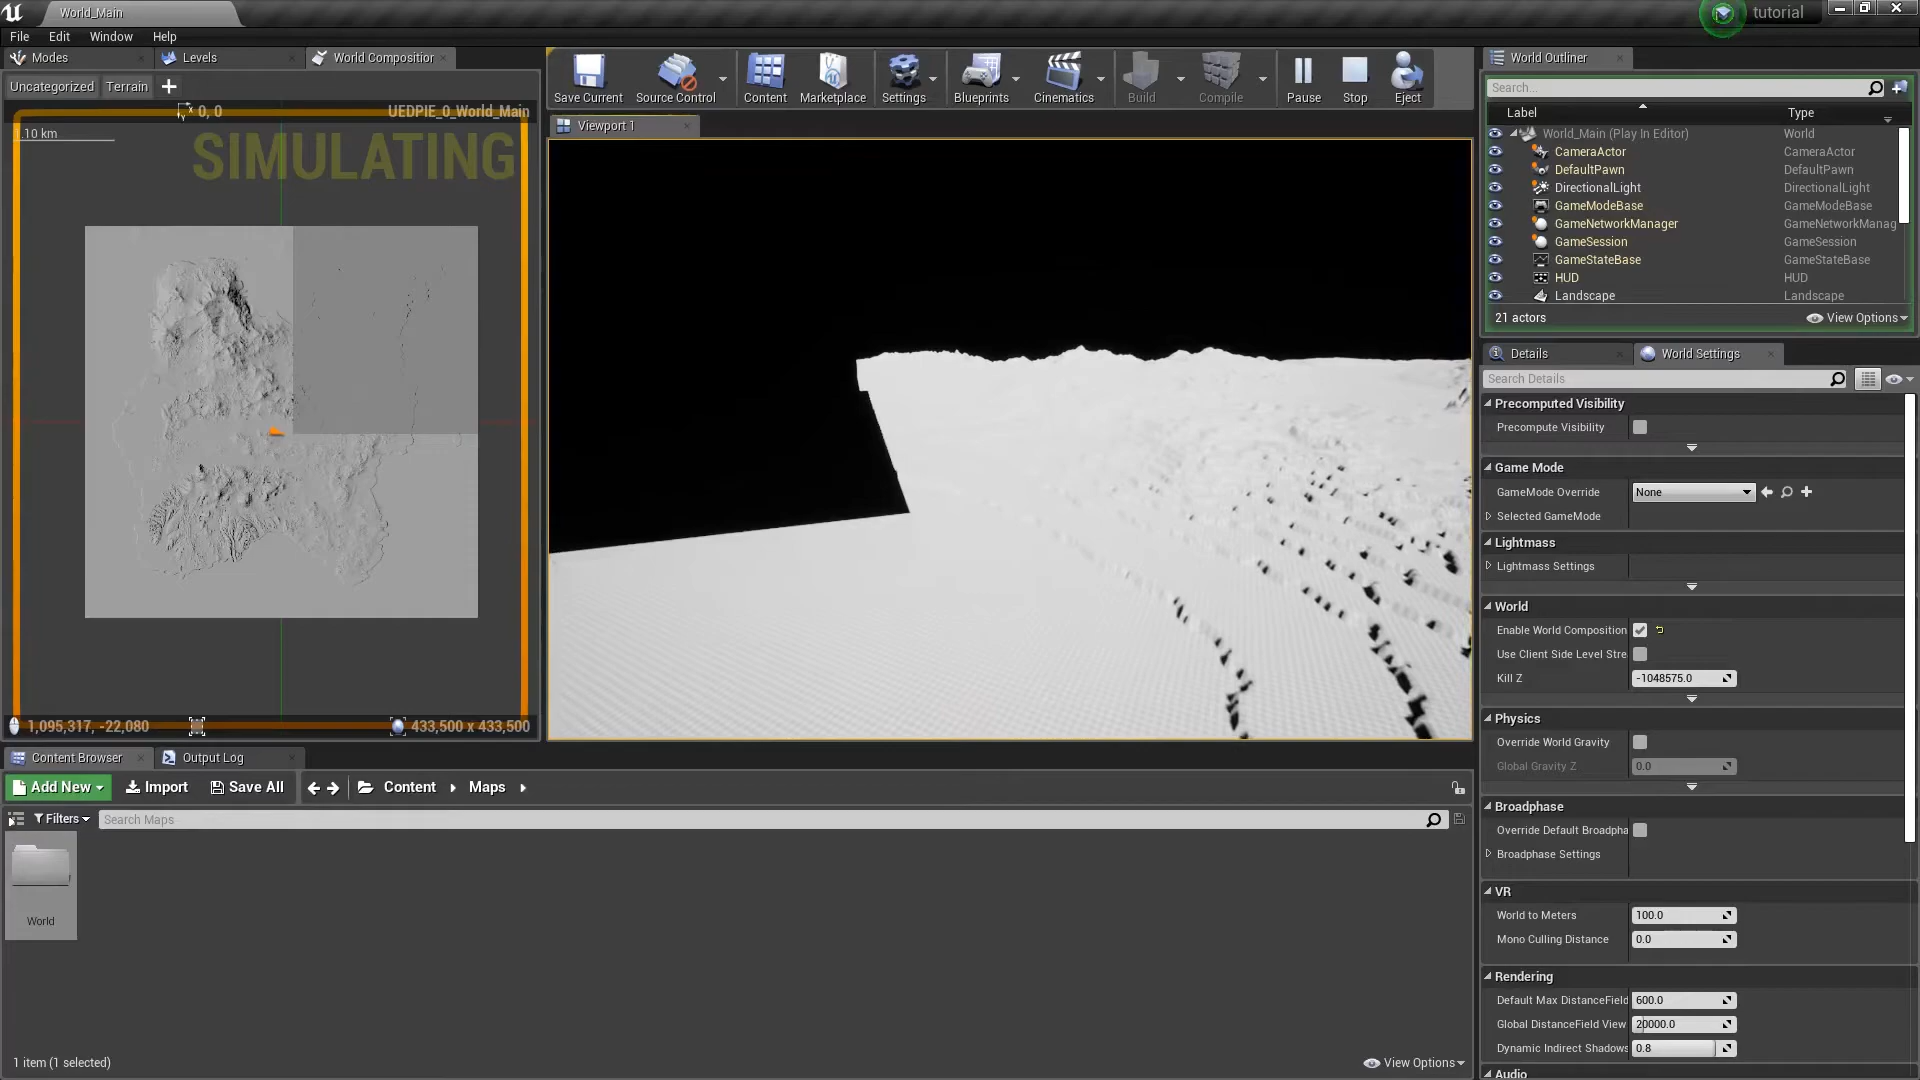 World_Main
tutorial
File
Edit
Window
Help
Modes
Levels
World Composition
Uncategorized
Terrain
0, 0
UEDPIE_0_World_Main
1.10 km
SIMULATING
1,095,317, -22,080
433,500 x 433,500
Save Current
Source Control
Content
Marketplace
Settings
Blueprints
Cinematics
Build
Compile
Pause
Stop
Eject
Viewport 1
World Outliner
Search...
Label
Type
World_Main (Play In Editor)
World
CameraActor
CameraActor
DefaultPawn
DefaultPawn
DirectionalLight
DirectionalLight
GameModeBase
GameModeBase
GameNetworkManager
GameNetworkManag
GameSession
GameSession
GameStateBase
GameStateBase
HUD
HUD
Landscape
Landscape
21 actors
View Options
Details
World Settings
Search Details
Precomputed Visibility
Precompute Visibility
Game Mode
GameMode Override
None
Selected GameMode
Lightmass
Lightmass Settings
World
Enable World Composition
Use Client Side Level Stre
Kill Z
-1048575.0
Physics
Override World Gravity
Global Gravity Z
0.0
Broadphase
Override Default Broadpha
Broadphase Settings
VR
World to Meters
100.0
Mono Culling Distance
0.0
Rendering
Default Max DistanceField
600.0
Global DistanceField View
20000.0
Dynamic Indirect Shadows
0.8
Audio
Content Browser
Output Log
Add New
Import
Save All
Content
Maps
Filters
Search Maps
World
1 item (1 selected)
View Options